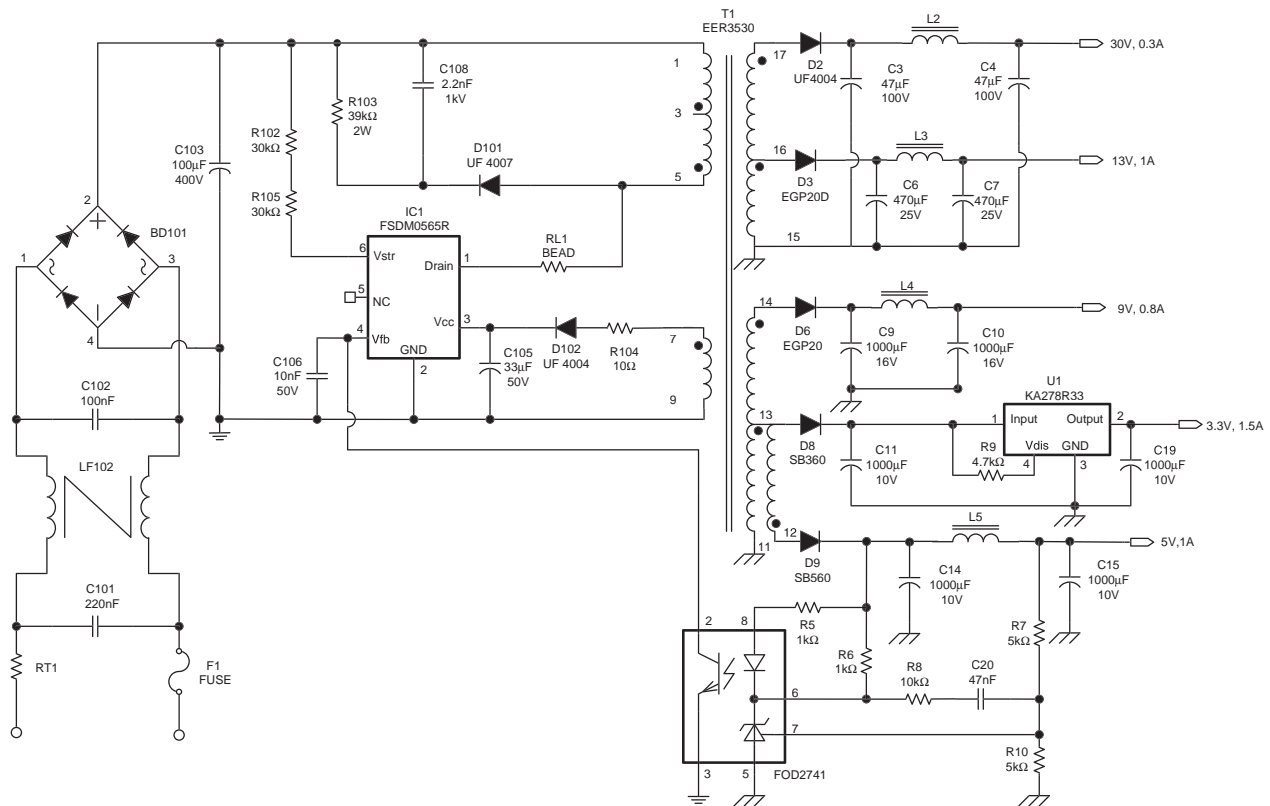 T1
EER3530
L2
30V, 0.3A
17
D2
UF4004
C3
47µF
100V
C4
47µF
100V
1
3
5
C108
2.2nF
1kV
R103
39kΩ
2W
R102
30kΩ
C103
100µF
400V
D101
UF 4007
R105
30kΩ
16
D3
EGP20D
L3
13V, 1A
C6
470µF
25V
C7
470µF
25V
15
2
BD101
1
3
4
IC1
FSDM0565R
6
Vstr
Drain
1
RL1
BEAD
5
NC
Vcc
3
4
Vfb
GND
2
D102
UF 4004
R104
10Ω
7
9
C106
10nF
50V
C105
33µF
50V
14
D6
EGP20
L4
9V, 0.8A
C9
1000µF
16V
C10
1000µF
16V
U1
KA278R33
C102
100nF
13
D8
SB360
1
Input
Output
2
3.3V, 1.5A
R9
4.7kΩ
Vdis
GND
4
3
C11
1000µF
10V
C19
1000µF
10V
LF102
12
11
D9
SB560
L5
5V,1A
C14
1000µF
10V
C15
1000µF
10V
C101
220nF
RT1
F1
FUSE
2
8
R5
1kΩ
R6
1kΩ
R7
5kΩ
R8
10kΩ
C20
47nF
6
7
R10
5kΩ
3
5
FOD2741